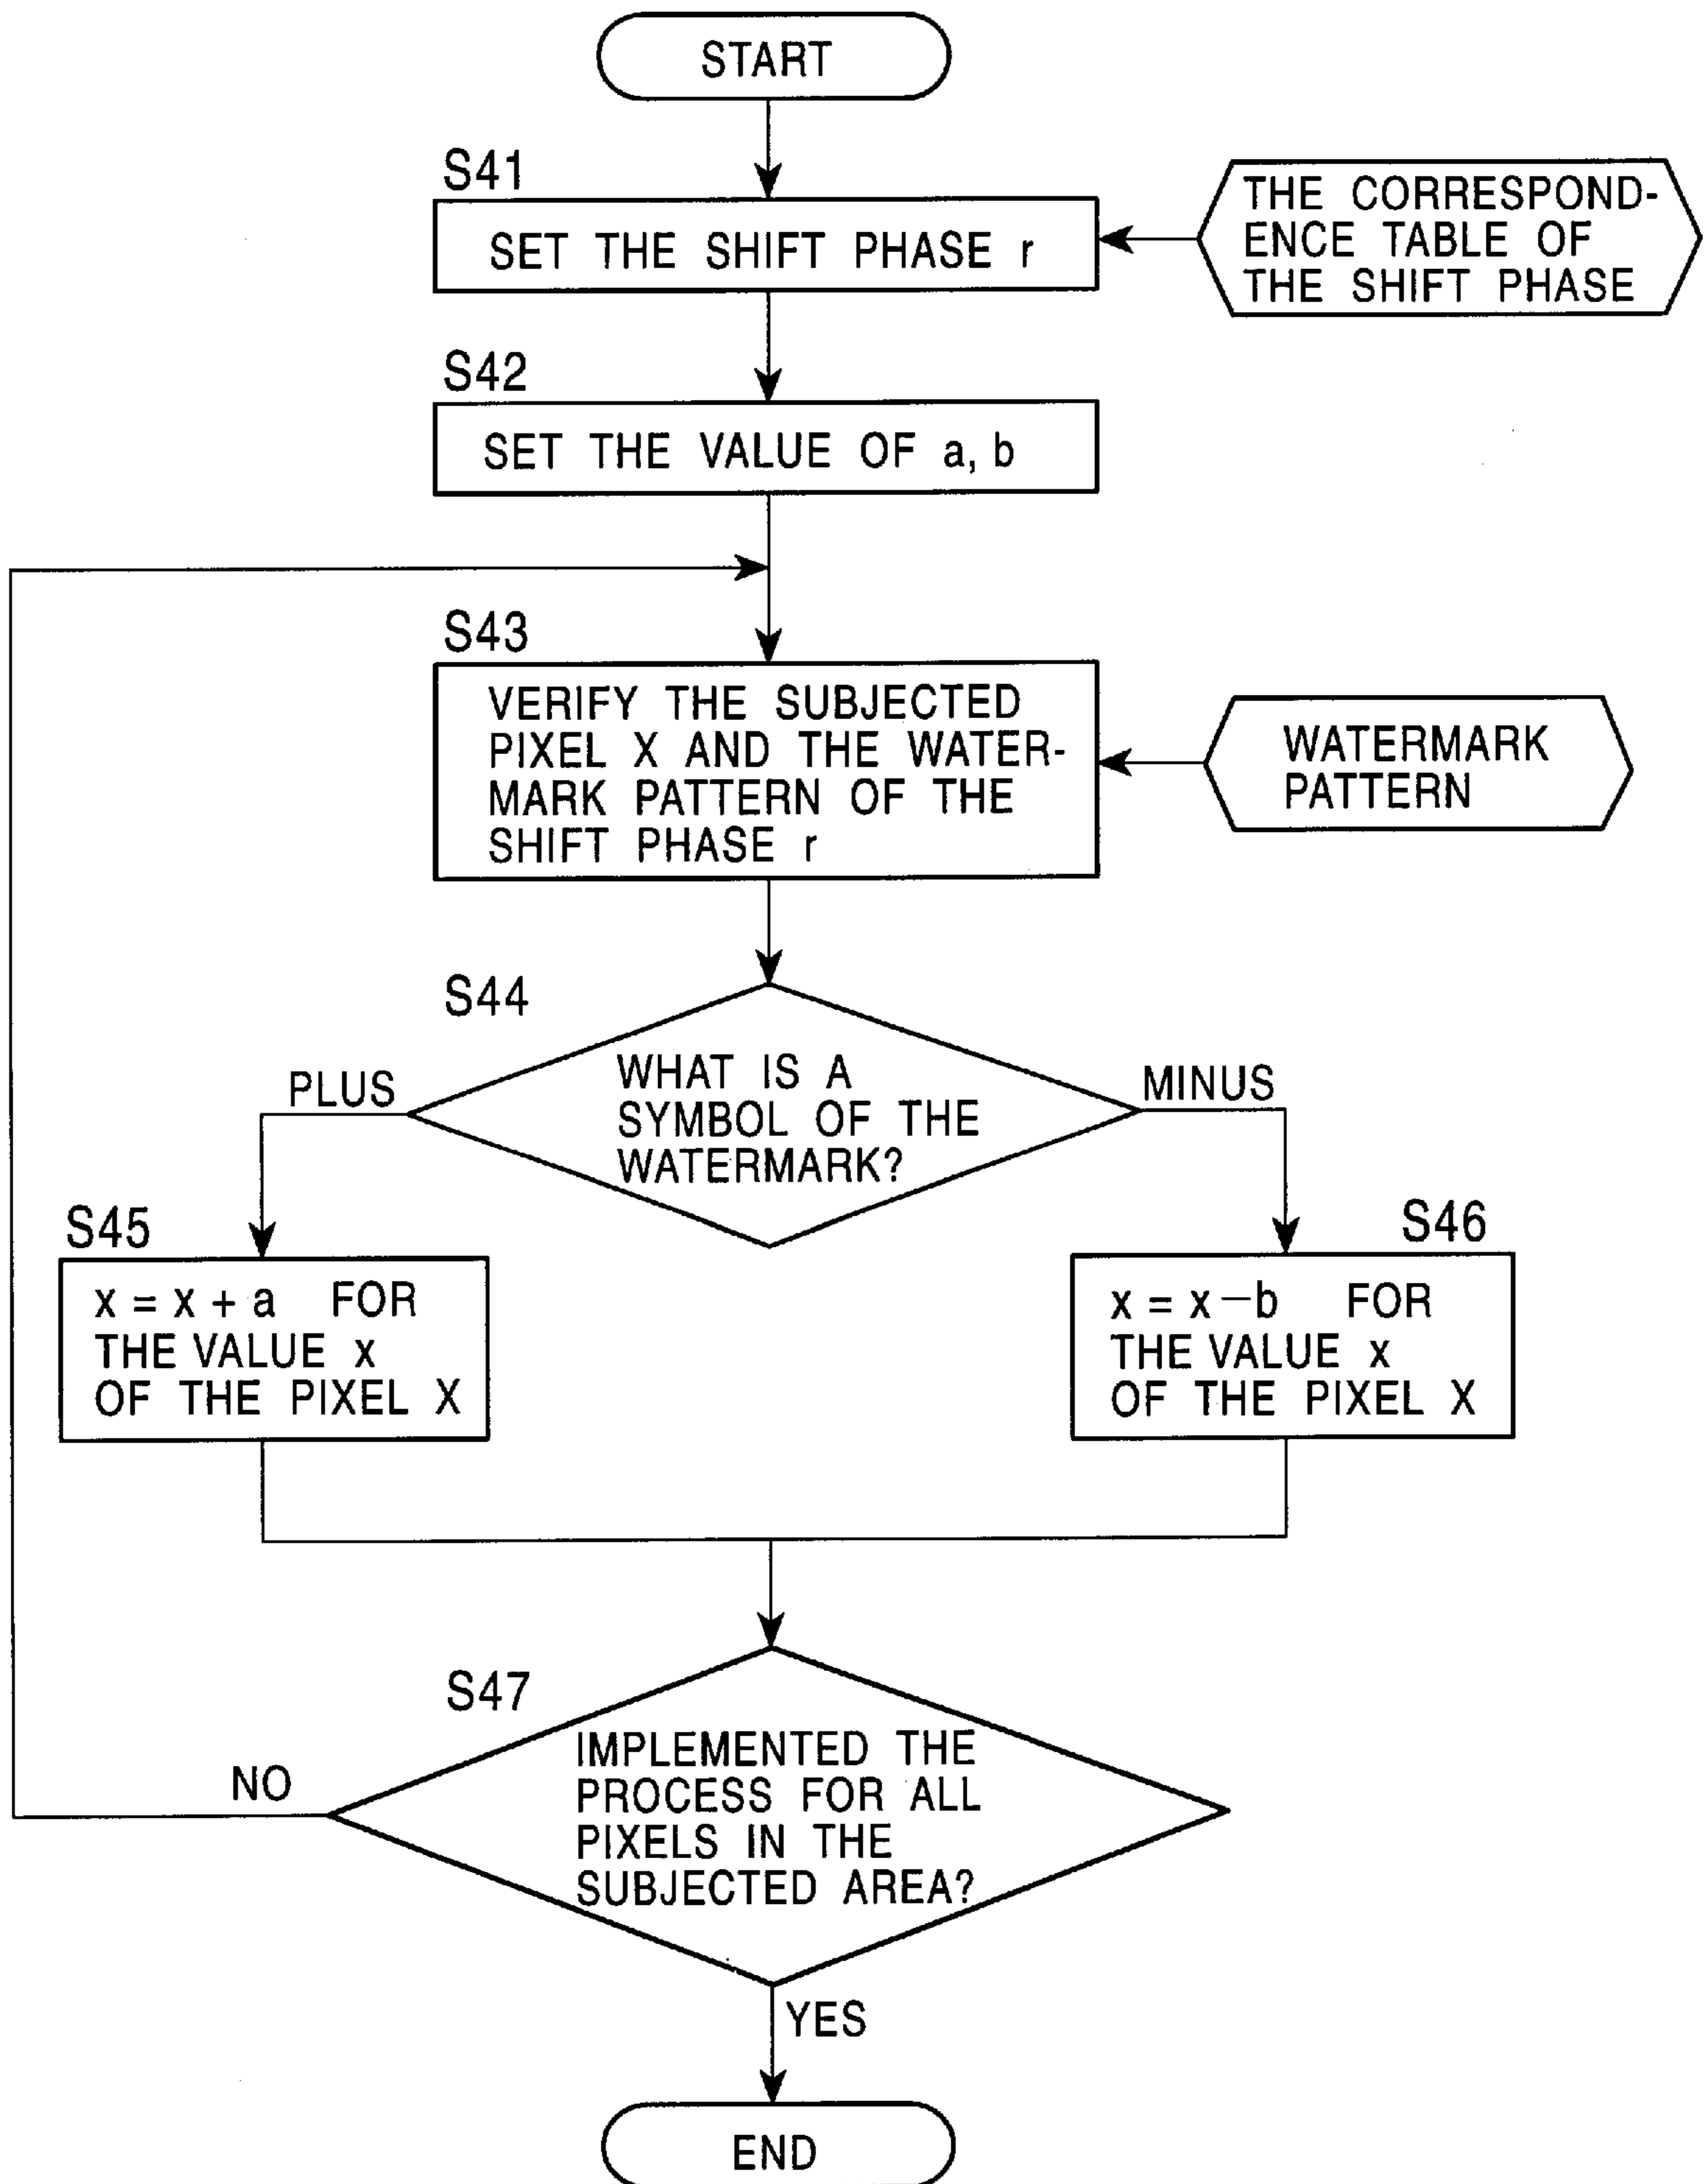 START
S41
SET THE SHIFT PHASE r
THE CORRESPOND-
ENCE TABLE OF
THE SHIFT PHASE
S42
SET THE VALUE OF a, b
S43
VERIFY THE SUBJECTED
PIXEL X AND THE WATER-
MARK PATTERN OF THE
SHIFT PHASE r
WATERMARK
PATTERN
S44
WHAT IS A
SYMBOL OF THE
WATERMARK?
PLUS
MINUS
S45
x = x + a FOR
THE VALUE x
OF THE PIXEL X
S46
x = x − b FOR
THE VALUE x
OF THE PIXEL X
S47
IMPLEMENTED THE
PROCESS FOR ALL
PIXELS IN THE
SUBJECTED AREA?
NO
YES
END